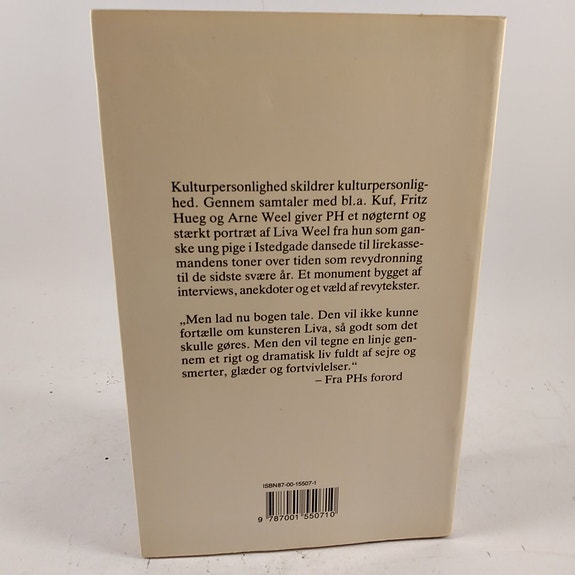 Kulturpersonlighed skildrer kulturpersonlig-
hed. Gennem samtaler med bl.a. Kuf, Fritz
Hueg og Arne Weel giver PH et nøgternt og
stærkt portræt af Liva Weel fra hun som gan-
ske ung pige i Istedgade dansede til lirekasse-
mandens toner over tiden som revydronning
til de sidste svære år. Et monument bygget af
interviews, anekdoter og et væld af revytekster.
„Men lad nu bogen tale. Den vil ikke kunne
fortælle om kunsteren Liva, så godt som det
skulle gøres. Men den vil tegne en linje gen-
nem et rigt og dramatisk liv fuldt af sejre og
smerter, glæder og fortvivlelser.“
– Fra PHs forord
ISBN 87-00-15507-1
9 787001 550710